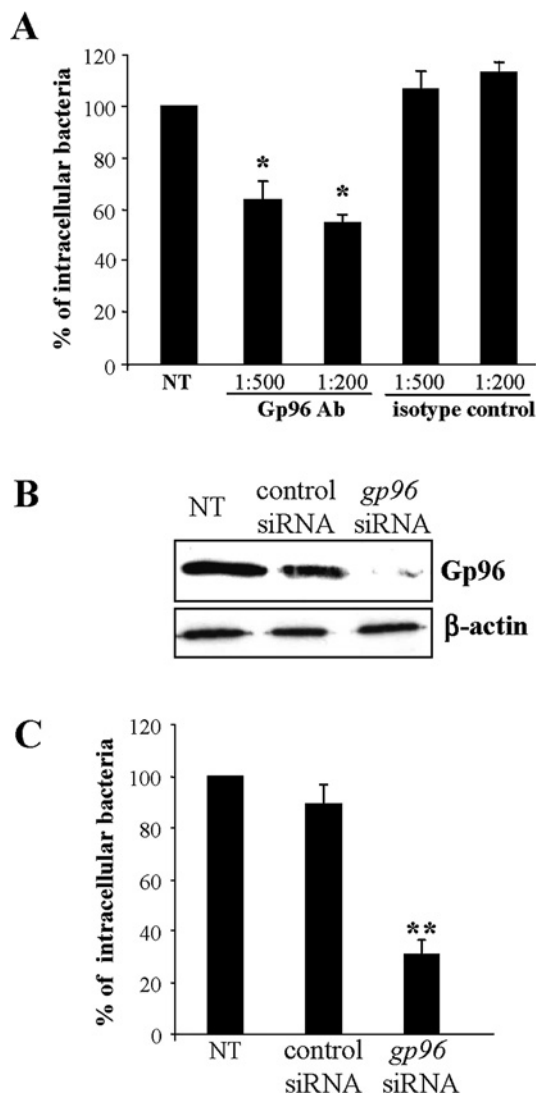 A
% of intracellular bacteria
120
100
80
60
40
20
0
* *
NT 1:500 1:200 1:500 1:200
Gp96 Ab isotype control
B
NT control siRNA gp96 siRNA
Gp96
β-actin
C
% of intracellular bacteria
120
100
80
60
40
20
0
**
NT control siRNA gp96 siRNA